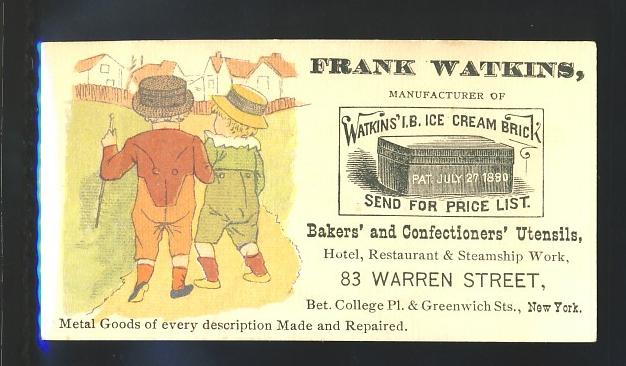 FRANK WATKINS,
MANUFACTURER OF
WATKINS' I.B. ICE CREAM BRICK
PAT. JULY 27 1890
SEND FOR PRICE LIST.
Bakers' and Confectioners' Utensils,
Hotel, Restaurant & Steamship Work,
83 WARREN STREET,
Bet. College Pl. & Greenwich Sts., New York.
Metal Goods of every description Made and Repaired.